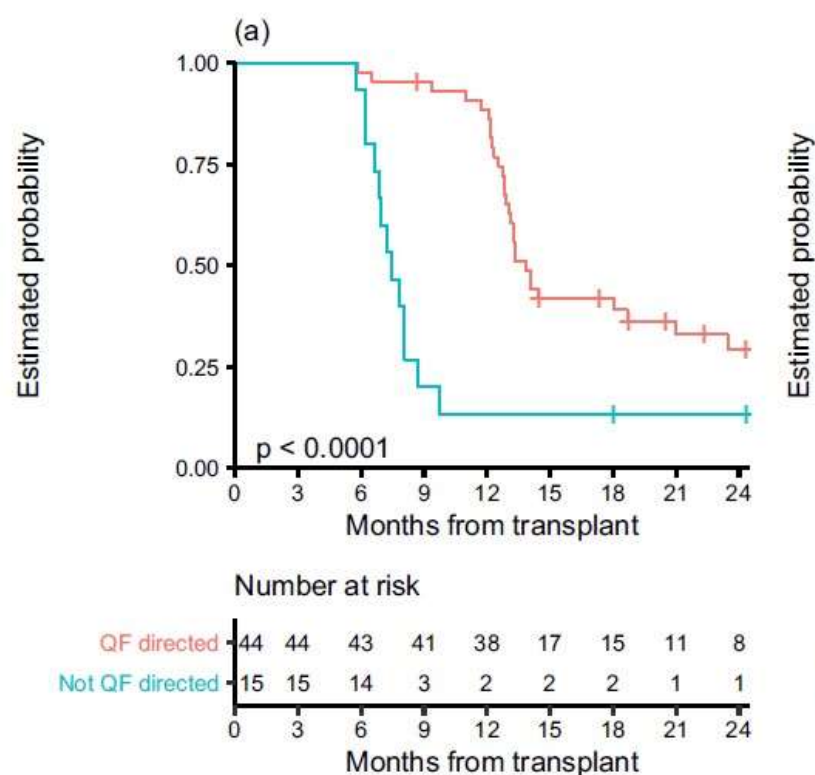 (a)
Estimated probability
1.00
0.75
0.50
0.25
0.00
p < 0.0001
0 3 6 9 12 15 18 21 24
Months from transplant
Estimated probability
Number at risk
QF directed 44 44 43 41 38 17 15 11 8
Not QF directed 15 15 14 3 2 2 2 1 1
0 3 6 9 12 15 18 21 24
Months from transplant